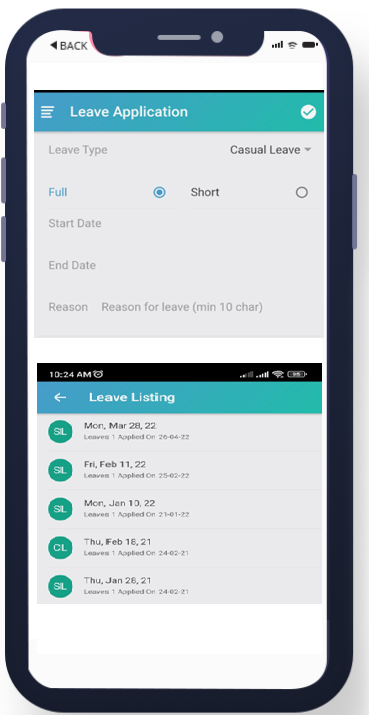 BACK
Leave Application
Leave Type Casual Leave
Full Short
Start Date
End Date
Reason Reason for leave (min 10 char)
10:24 AM
Leave Listing
SL Mon, Mar 28, 22
Leaves 1 Applied On 26-04-22
SL Fri, Feb 11, 22
Leaves 1 Applied On 25-02-22
SL Mon, Jan 10, 22
Leaves 1 Applied On 21-01-22
CL Thu, Feb 18, 21
Leaves 1 Applied On 24-02-21
SL Thu, Jan 28, 21
Leaves 1 Applied On 24-02-21